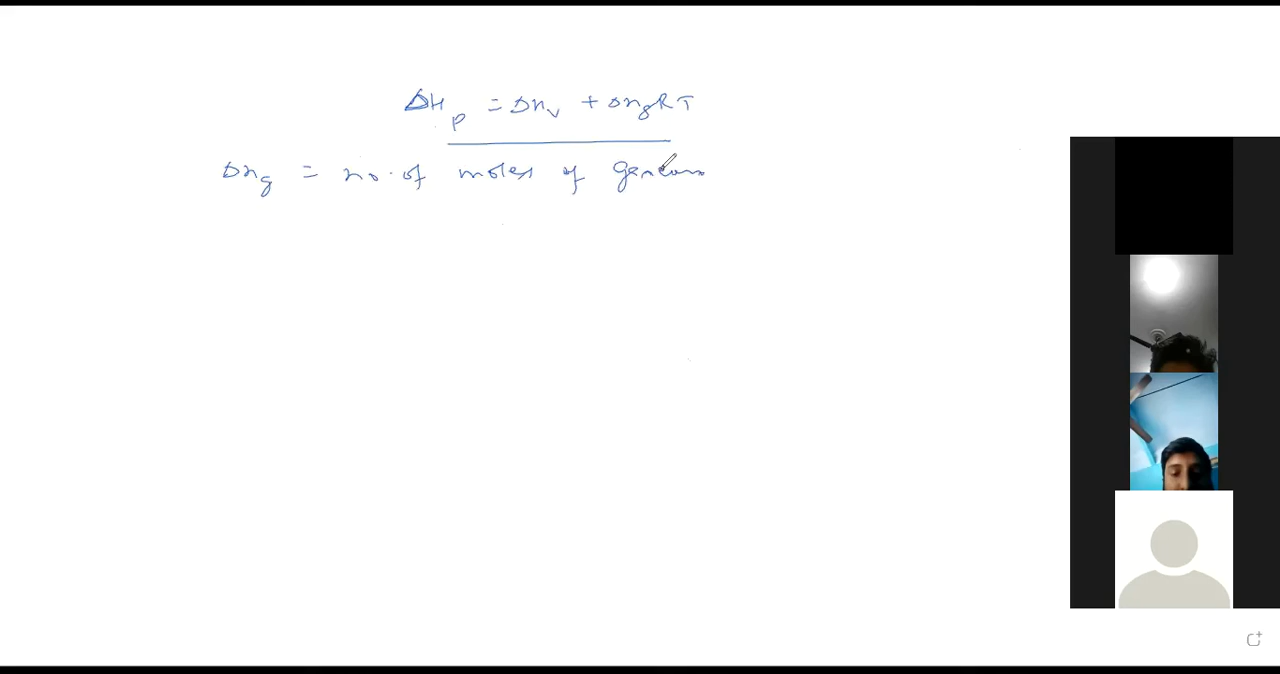 ΔH_p = ΔH_v + Δn_gRT
Δn_g = no. of moles of gaseous